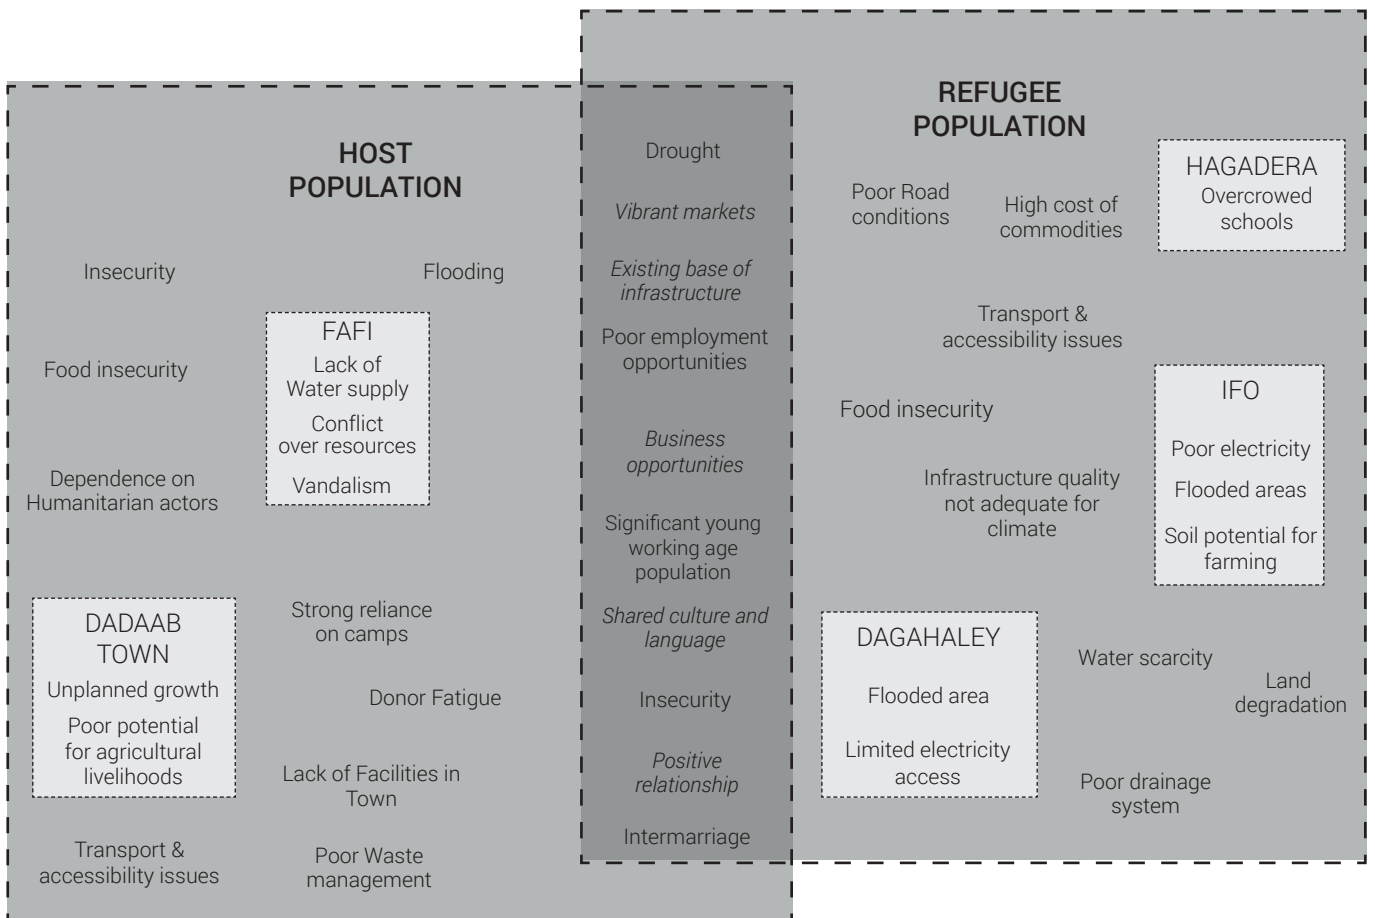 HOST
POPULATION
Insecurity
Flooding
Food insecurity
FAFI
Lack of
Water supply
Conflict
over resources
Vandalism
Dependence on
Humanitarian actors
DADAAB
TOWN
Unplanned growth
Poor potential
for agricultural
livelihoods
Strong reliance
on camps
Donor Fatigue
Lack of Facilities in
Town
Transport &
accessibility issues
Poor Waste
management
Drought
Vibrant markets
Existing base of
infrastructure
Poor employment
opportunities
Business
opportunities
Significant young
working age
population
Shared culture and
language
Insecurity
Positive
relationship
Intermarriage
REFUGEE
POPULATION
Poor Road
conditions
High cost of
commodities
HAGADERA
Overcrowed
schools
Transport &
accessibility issues
Food insecurity
IFO
Poor electricity
Flooded areas
Soil potential for
farming
Infrastructure quality
not adequate for
climate
DAGAHALEY
Flooded area
Limited electricity
access
Water scarcity
Land
degradation
Poor drainage
system